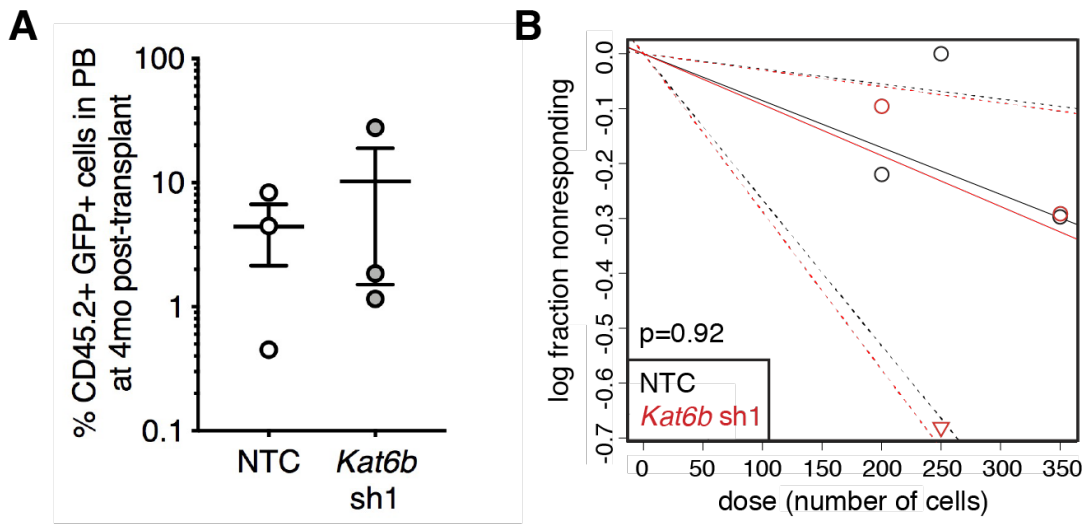 A
% CD45.2+ GFP+ cells in PB
at 4mo post-transplant
100
10
1
0.1
NTC
Kat6b
sh1
B
log fraction nonresponding
0.0
-0.1
-0.2
-0.3
-0.4
-0.5
-0.6
-0.7
p=0.92
NTC
Kat6b sh1
0 50 100 150 200 250 300 350
dose (number of cells)